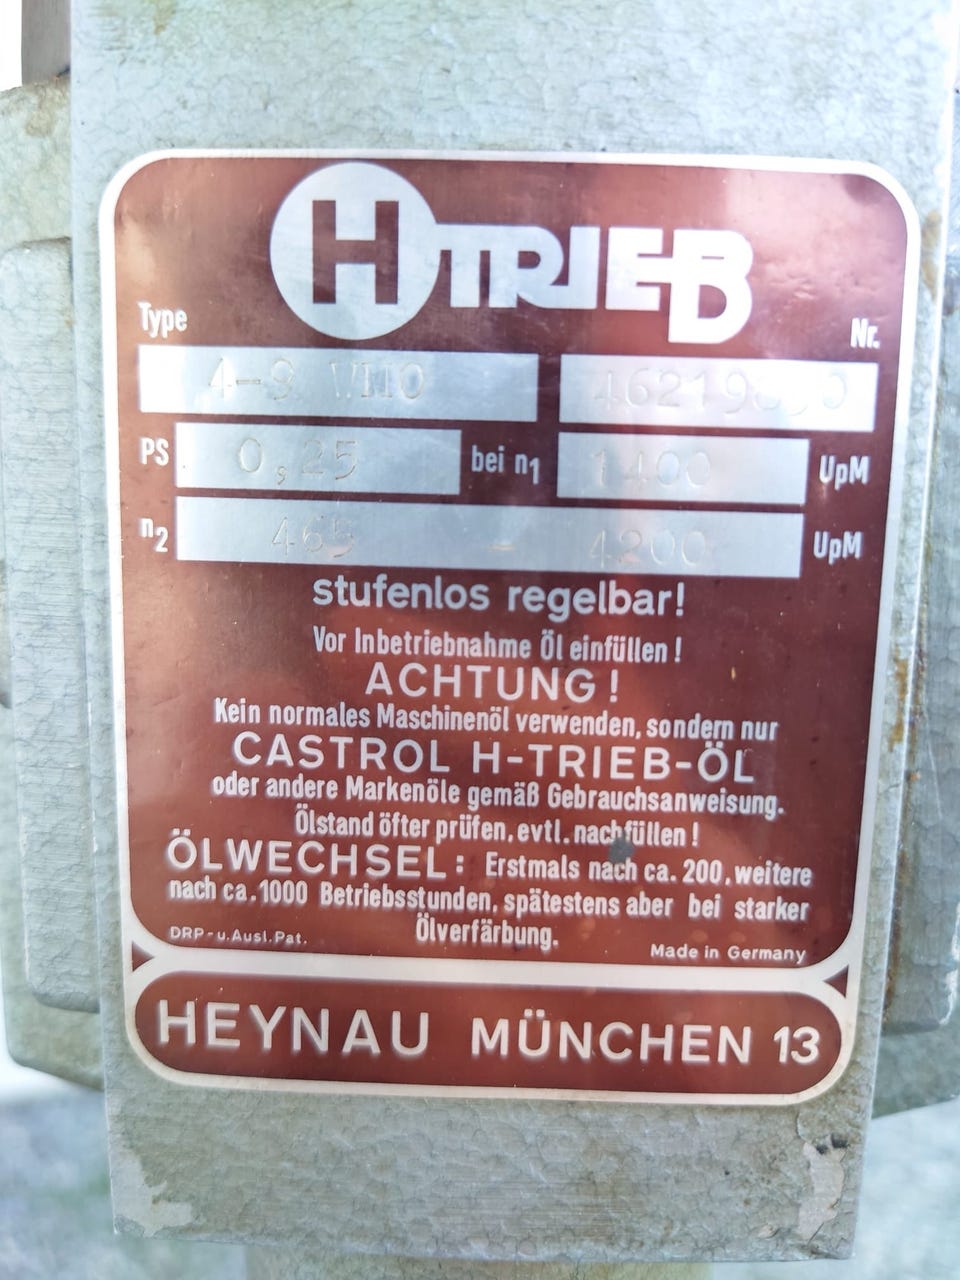 H TRIEB
Type Nr.
4-9 VII0
PS 0,25 bei n1 1400 UpM
n2 465 - 4200 UpM
stufenlos regelbar!
Vor Inbetriebnahme Öl einfüllen!
ACHTUNG!
Kein normales Maschinenöl verwenden, sondern nur
CASTROL H-TRIEB-ÖL
oder andere Markenöle gemäß Gebrauchsanweisung.
Ölstand öfter prüfen, evtl. nachfüllen!
ÖLWECHSEL: Erstmals nach ca. 200, weitere
nach ca. 1000 Betriebsstunden, spätestens aber bei starker
Ölverfärbung.
DRP-u. Ausl. Pat. Made in Germany
HEYNAU MÜNCHEN 13